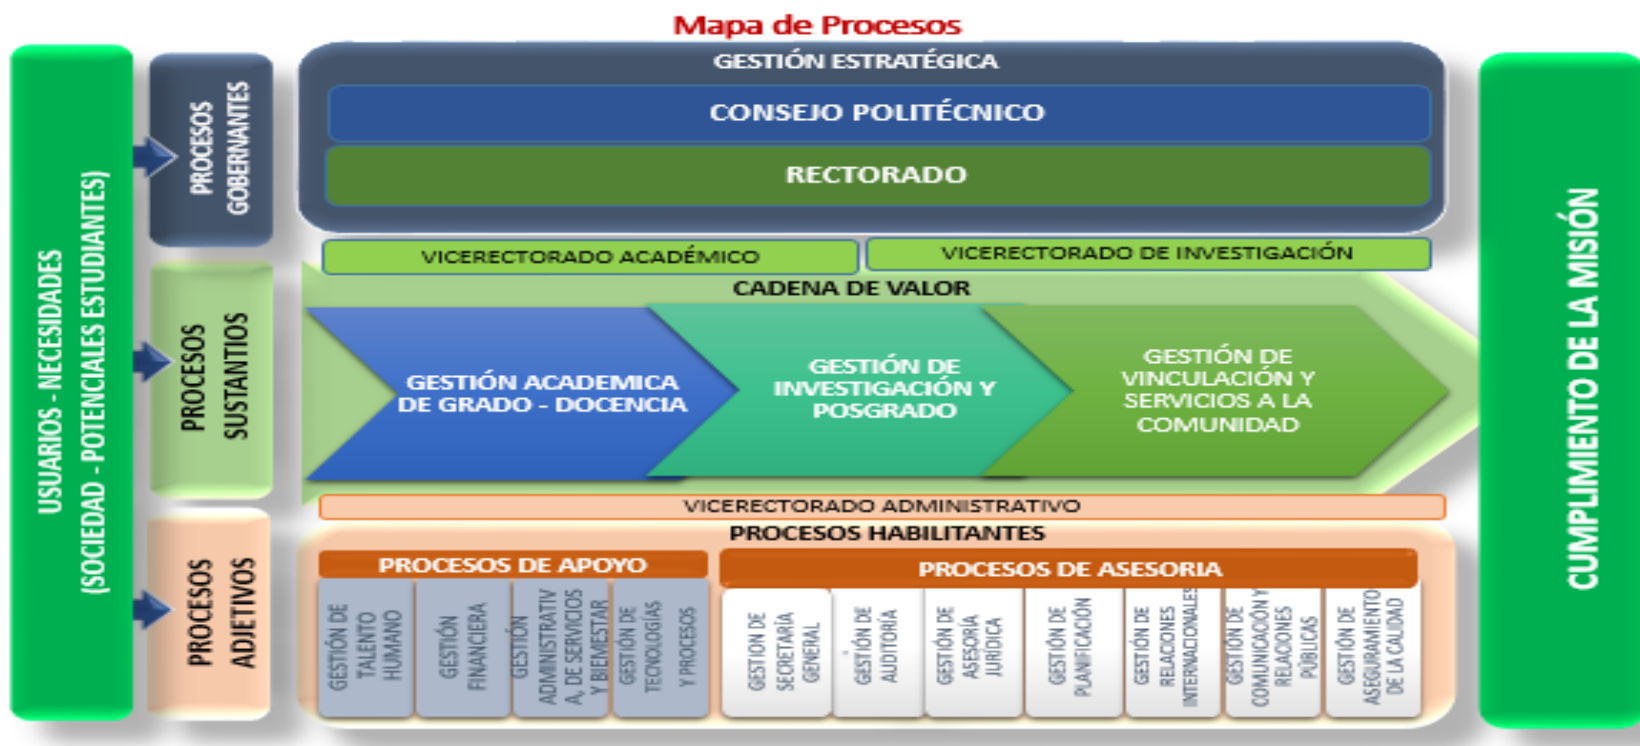 Mapa de Procesos
USUARIOS - NECESIDADES
(SOCIEDAD - POTENCIALES ESTUDIANTES)
PROCESOS
GOBERNANTES
GESTIÓN ESTRATÉGICA
CONSEJO POLITÉCNICO
RECTORADO
PROCESOS
SUSTANTIOS
VICERECTORADO ACADÉMICO
VICERECTORADO DE INVESTIGACIÓN
CADENA DE VALOR
GESTIÓN ACADEMICA
DE GRADO - DOCENCIA
GESTIÓN DE
INVESTIGACIÓN Y
POSGRADO
GESTIÓN DE
VINCULACIÓN Y
SERVICIOS A LA
COMUNIDAD
PROCESOS
ADJETIVOS
VICERECTORADO ADMINISTRATIVO
PROCESOS HABILITANTES
PROCESOS DE APOYO
GESTIÓN DE
TALENTO
HUMANO
GESTIÓN
FINANCIERA
GESTIÓN
ADMINISTRATIV
A, DE SERVICIOS
Y BIEMESTAR
GESTIÓN DE
TECNOLOGÍAS
Y PROCESOS
PROCESOS DE ASESORIA
GESTION DE
SECRETARÍA
GENERAL
GESTIÓN DE
AUDITORÍA
GESTIÓN DE
ASESORÍA
JURÍDICA
GESTIÓN DE
PLANIFICACIÓN
GESTIÓN DE
RELACIONES
INTERNACIONALES
GESTIÓN DE
COMUNICACIÓN Y
RELACIONES
PÚBLICAS
GESTIÓN DE
ASEGURAMIENTO
DE LA CALIDAD
CUMPLIMIENTO DE LA MISIÓN